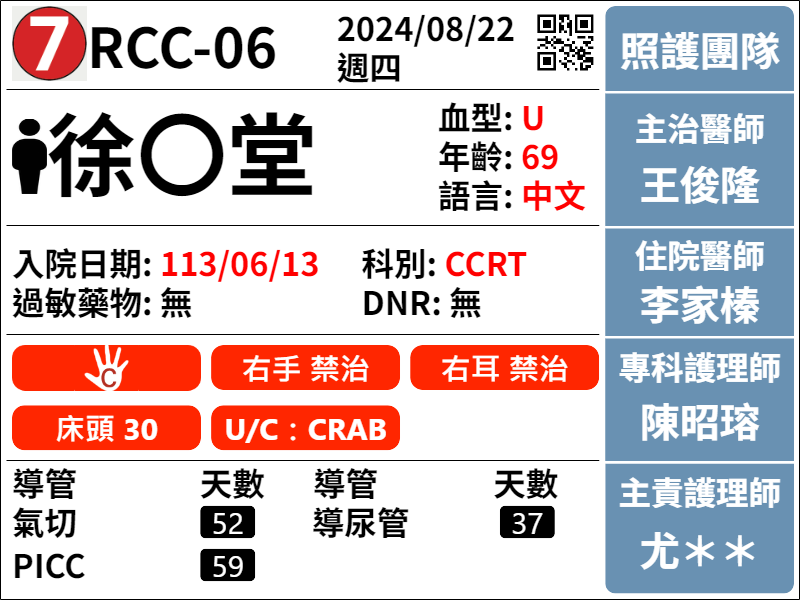 7 RCC-06
2024/08/22
週四
徐〇堂
血型: U
年齡: 69
語言: 中文
入院日期: 113/06/13
科別: CCRT
過敏藥物: 無
DNR: 無
C
右手 禁治
右耳 禁治
床頭 30
U/C：CRAB
導管 天數 導管 天數
氣切 52 導尿管 37
PICC 59
照護團隊
主治醫師
王俊隆
住院醫師
李家榛
專科護理師
陳昭瑢
主責護理師
尤＊＊